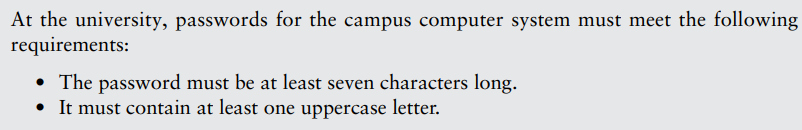 At the university, passwords for the campus computer system must meet the following
requirements:
• The password must be at least seven characters long.
• It must contain at least one uppercase letter.